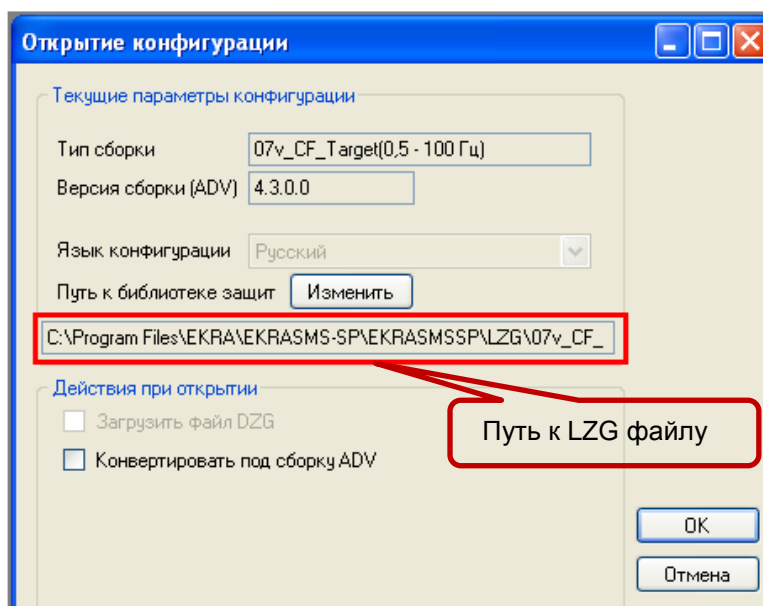 Открытие конфигурации
Текущие параметры конфигурации
Тип сборки 07v_CF_Target(0,5 - 100 Гц)
Версия сборки (ADV) 4.3.0.0
Язык конфигурации Русский
Путь к библиотеке защит Изменить
C:\Program Files\EKRA\EKRASMS-SP\EKRASMSSP\LZG\07v_CF_
Действия при открытии
Загрузить файл DZG
Путь к LZG файлу
Конвертировать под сборку ADV
OK
Отмена